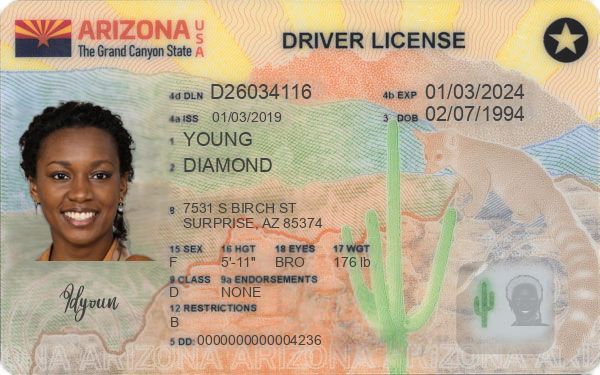 ARIZONA USA
The Grand Canyon State
DRIVER LICENSE
4d DLN D26034116
4b EXP 01/03/2024
4a ISS 01/03/2019
3 DOB 02/07/1994
1 YOUNG
2 DIAMOND
8 7531 S BIRCH ST
SURPRISE, AZ 85374
15 SEX F
16 HGT 5'-11"
18 EYES BRO
17 WGT 176 lb
9 CLASS D
9a ENDORSEMENTS NONE
12 RESTRICTIONS
B
5 DD: 0000000000004236
Idyoun
ARIZONA ARIZONA ARIZONA ARIZONA